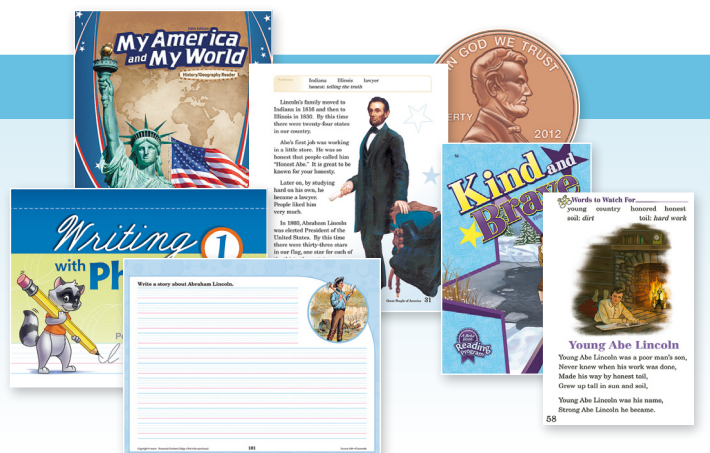 My America
and My World
History/Geography Reader
Indiana Illinois lawyer
honest: telling the truth
Lincoln's family moved to
Indiana in 1816 and then to
Illinois in 1830. By this time
there were twenty-four states
in our country.
Abe's first job was working
in a little store. He was so
honest that people called him
"Honest Abe." It is great to be
known for your honesty.
Later on, by studying
hard on his own, he
became a lawyer.
People liked him
very much.
In 1860, Abraham Lincoln
was elected President of the
United States. By this time
there were thirty-three stars
in our flag, one star for each of
Great People of America 31
IN GOD WE TRUST
2012
Kind and
Brave
Reading
Program
Writing 1
with Ph
Write a story about Abraham Lincoln.
181
Words to Watch For
young country honored honest
soil: dirt toil: hard work
Young Abe Lincoln
Young Abe Lincoln was a poor man's son,
Never knew when his work was done,
Made his way by honest toil,
Grew up tall in sun and soil,
Young Abe Lincoln was his name,
Strong Abe Lincoln he became.
58